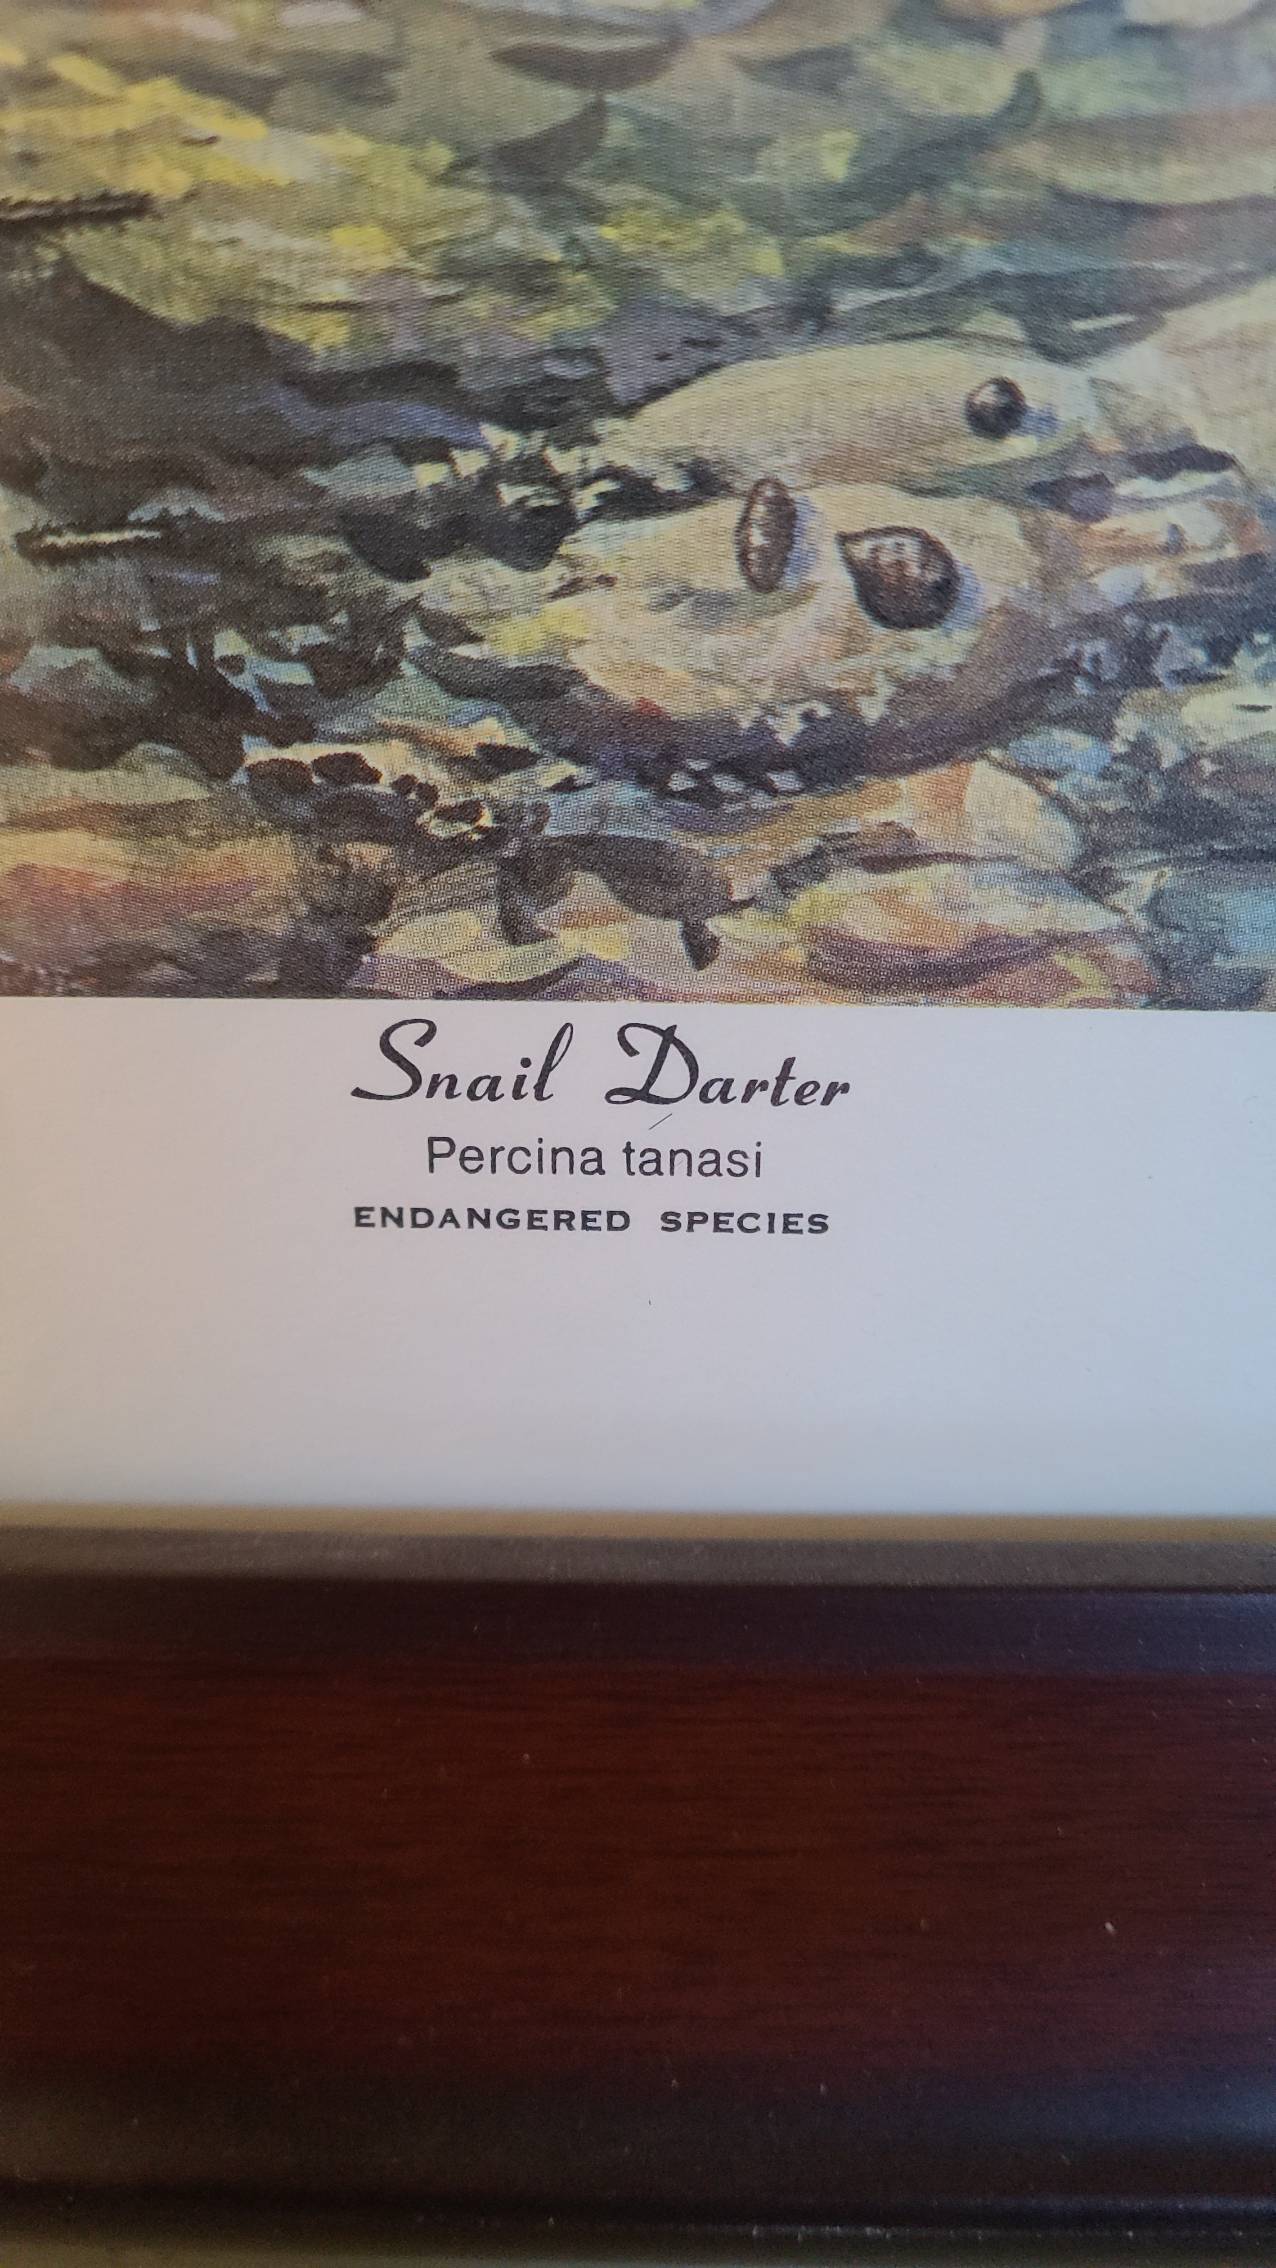 Snail Darter
Percina tanasi
ENDANGERED SPECIES